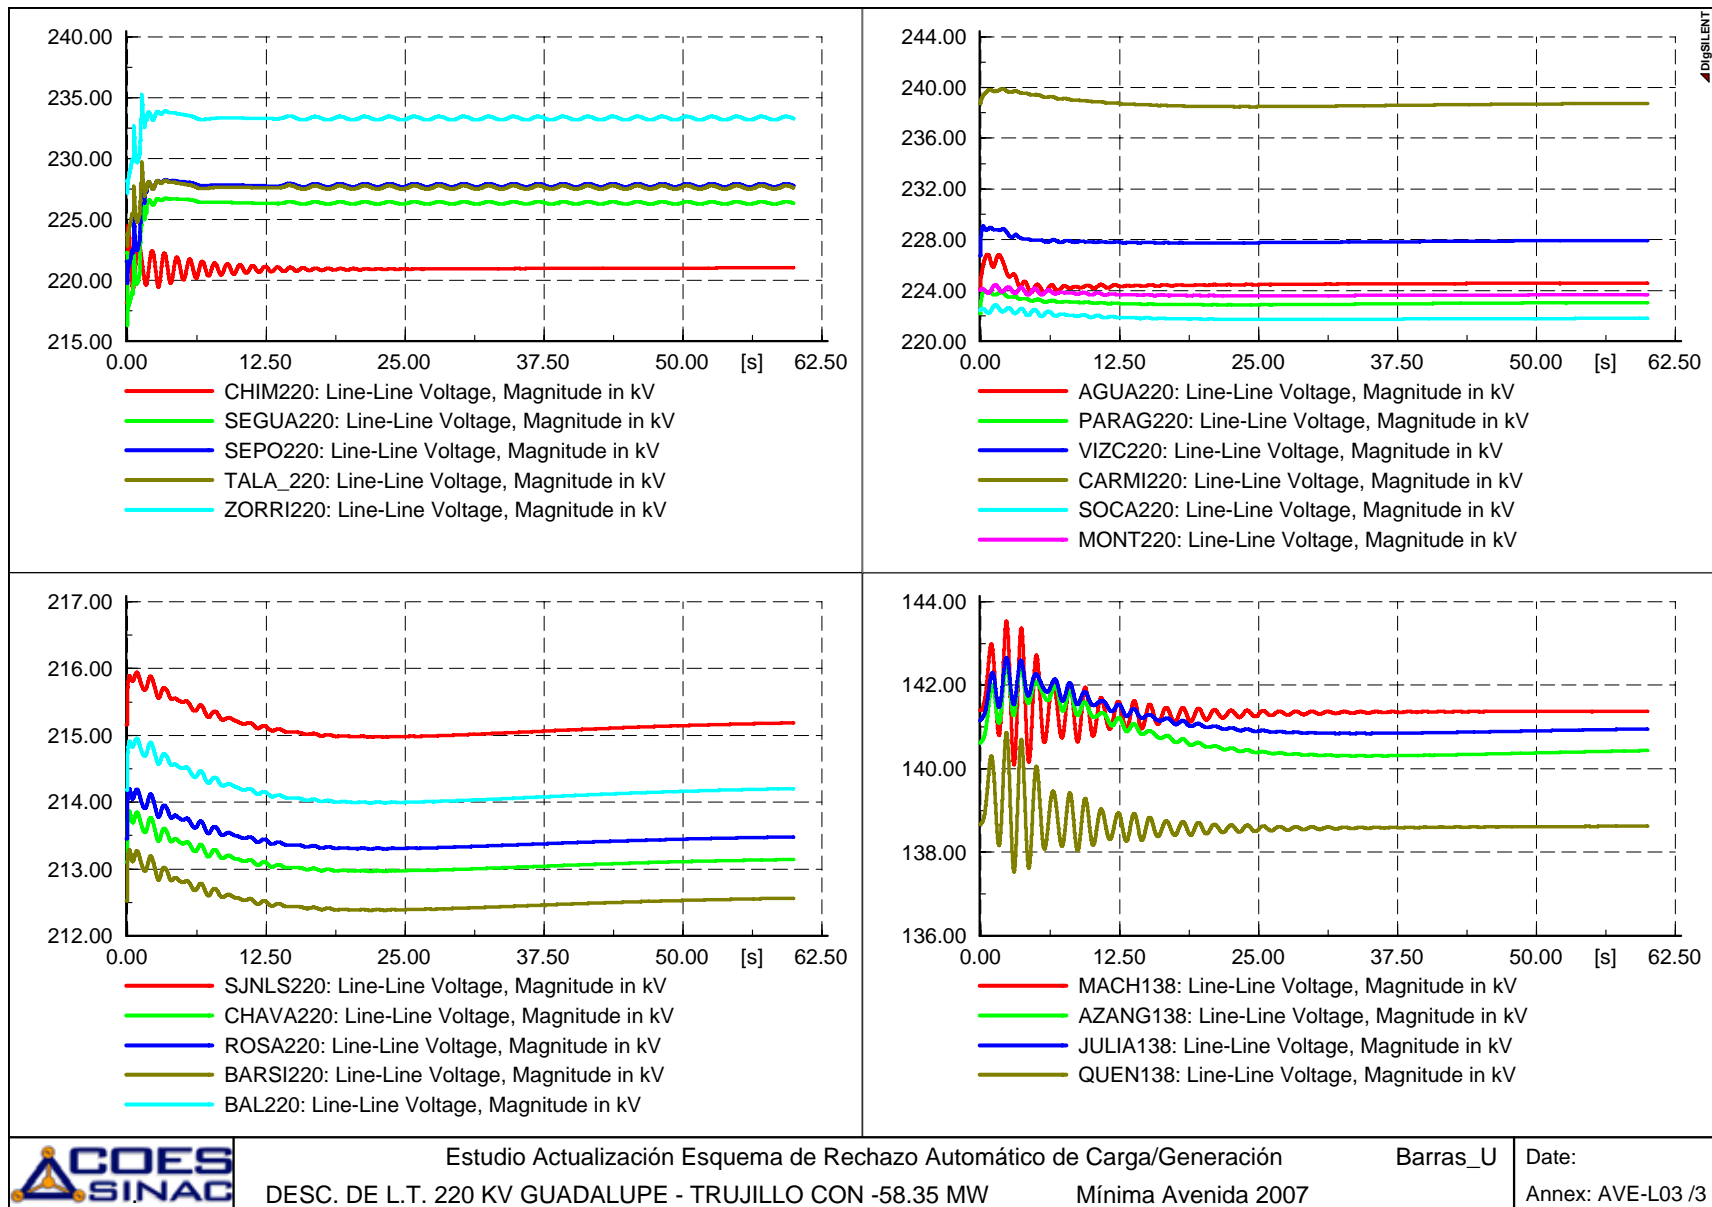 DIgSILENT
240.00
235.00
230.00
225.00
220.00
215.00
0.00 12.50 25.00 37.50 50.00 [s] 62.50
CHIM220: Line-Line Voltage, Magnitude in kV
SEGUA220: Line-Line Voltage, Magnitude in kV
SEPO220: Line-Line Voltage, Magnitude in kV
TALA_220: Line-Line Voltage, Magnitude in kV
ZORRI220: Line-Line Voltage, Magnitude in kV
244.00
240.00
236.00
232.00
228.00
224.00
220.00
0.00 12.50 25.00 37.50 50.00 [s] 62.50
AGUA220: Line-Line Voltage, Magnitude in kV
PARAG220: Line-Line Voltage, Magnitude in kV
VIZC220: Line-Line Voltage, Magnitude in kV
CARMI220: Line-Line Voltage, Magnitude in kV
SOCA220: Line-Line Voltage, Magnitude in kV
MONT220: Line-Line Voltage, Magnitude in kV
217.00
216.00
215.00
214.00
213.00
212.00
0.00 12.50 25.00 37.50 50.00 [s] 62.50
SJNLS220: Line-Line Voltage, Magnitude in kV
CHAVA220: Line-Line Voltage, Magnitude in kV
ROSA220: Line-Line Voltage, Magnitude in kV
BARSI220: Line-Line Voltage, Magnitude in kV
BAL220: Line-Line Voltage, Magnitude in kV
144.00
142.00
140.00
138.00
136.00
0.00 12.50 25.00 37.50 50.00 [s] 62.50
MACH138: Line-Line Voltage, Magnitude in kV
AZANG138: Line-Line Voltage, Magnitude in kV
JULIA138: Line-Line Voltage, Magnitude in kV
QUEN138: Line-Line Voltage, Magnitude in kV
COES
SINAC
Estudio Actualización Esquema de Rechazo Automático de Carga/Generación Barras_U
DESC. DE L.T. 220 KV GUADALUPE - TRUJILLO CON -58.35 MW Mínima Avenida 2007
Date:
Annex: AVE-L03 /3